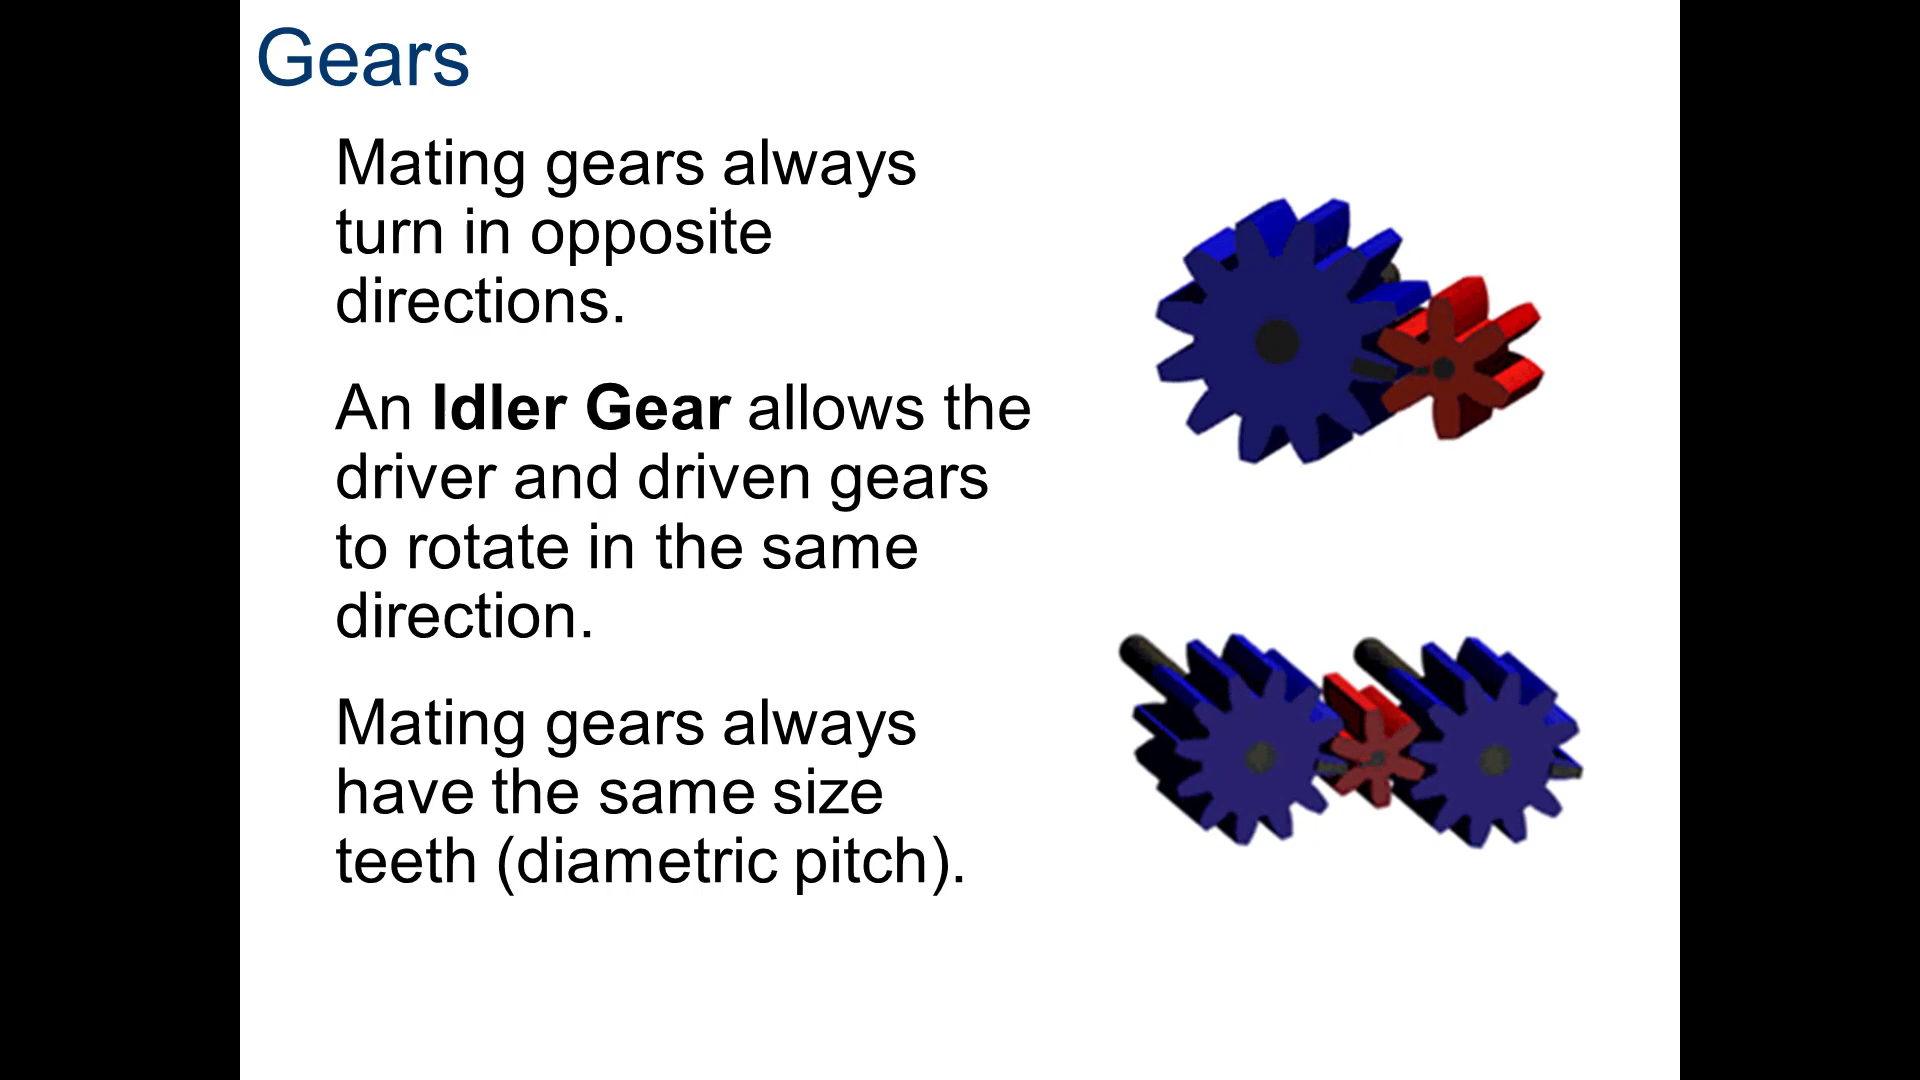 Gears
Mating gears always
turn in opposite
directions.
An Idler Gear allows the
driver and driven gears
to rotate in the same
direction.
Mating gears always
have the same size
teeth (diametric pitch).